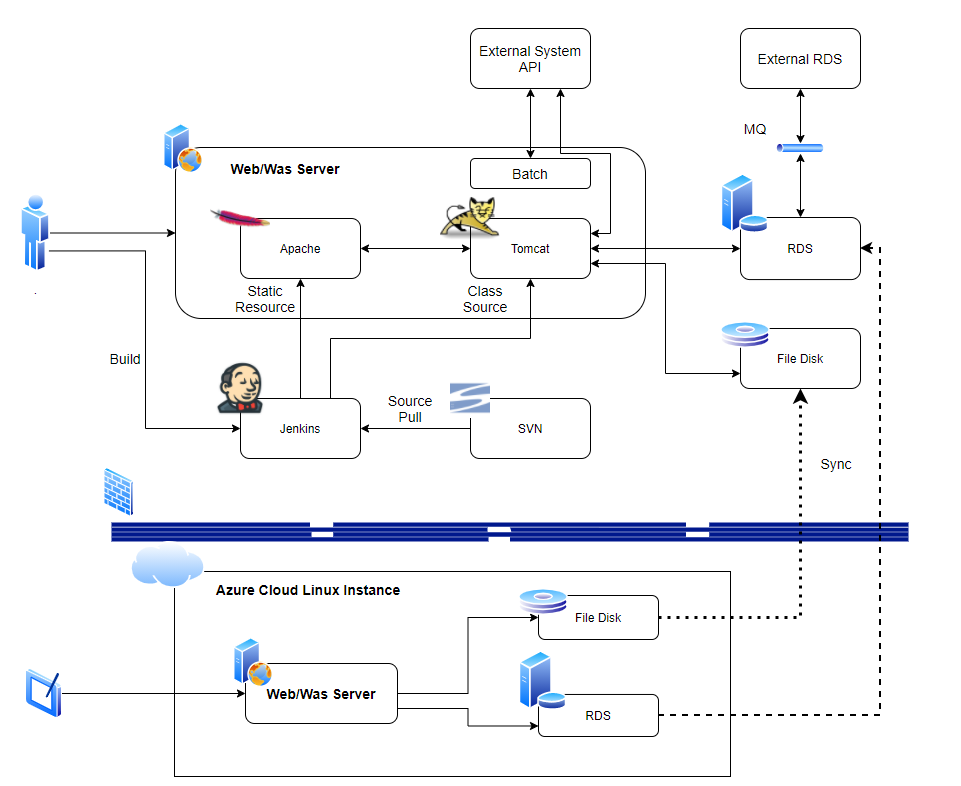 External System
API
External RDS
MQ
Web/Was Server
Batch
Apache
Tomcat
RDS
Static
Resource
Class
Source
.
Build
File Disk
Source
Pull
Jenkins
SVN
Sync
Azure Cloud Linux Instance
File Disk
Web/Was Server
RDS